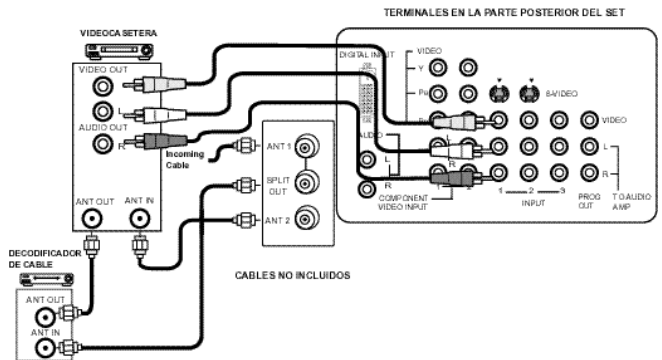 TERMINALES EN LA PARTE POSTERIOR DEL SET
VIDEOCASETERA
VIDEO OUT
L
AUDIO OUT
R
ANT OUT
ANT IN
Incoming
Cable
ANT 1
SPLIT
OUT
ANT 2
DIGITAL INPUT
VIDEO
Y
S-VIDEO
VIDEO
AUDIO
L
R
L
R
COMPONENT
VIDEO INPUT
1
2
3
INPUT
PROG
OUT
L
R
TO AUDIO
AMP
CABLES NO INCLUIDOS
DECODIFICADOR
DE CABLE
ANT OUT
ANT IN